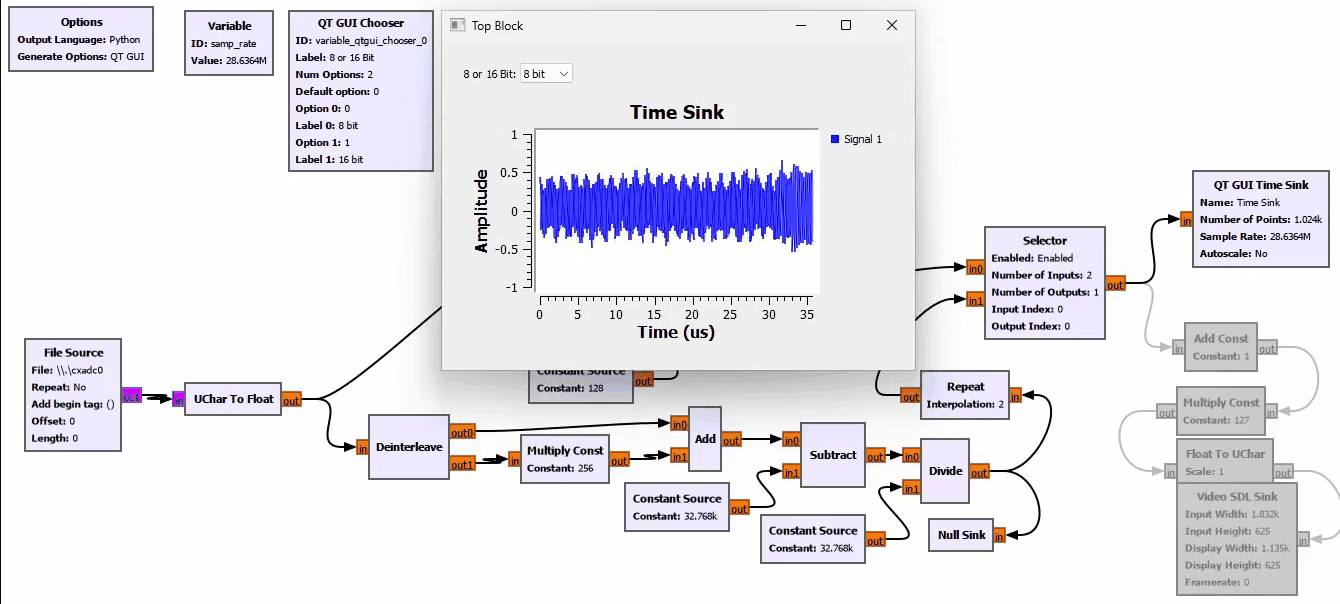 Options
Output Language: Python
Generate Options: QT GUI
Variable
ID: samp_rate
Value: 28.6364M
QT GUI Chooser
ID: variable_qtgui_chooser_0
Label: 8 or 16 Bit
Num Options: 2
Default option: 0
Option 0: 0
Label 0: 8 bit
Option 1: 1
Label 1: 16 bit
Top Block
8 or 16 Bit: 8 bit
Time Sink
Signal 1
Amplitude
1
0.5
0
-0.5
-1
0 5 10 15 20 25 30 35
Time (us)
QT GUI Time Sink
Name: Time Sink
Number of Points: 1.024k
Sample Rate: 28.6364M
Autoscale: No
in
Selector
Enabled: Enabled
Number of Inputs: 2
Number of Outputs: 1
Input Index: 0
Output Index: 0
in0
in1
out
Add Const
Constant: 1
in
out
Multiply Const
Constant: 127
out
in
Float To UChar
Scale: 1
in
out
Video SDL Sink
Input Width: 1.832k
Input Height: 625
Display Width: 1.135k
Display Height: 625
Framerate: 0
in
File Source
File: \\.\cxadc0
Repeat: No
Add begin tag: ()
Offset: 0
Length: 0
out
in
UChar To Float
out
in
Deinterleave
out0
out1
in
Multiply Const
Constant: 256
out
Constant Source
Constant: 128
out
in0
in1
Add
out
Constant Source
Constant: 32.768k
out
in0
in1
Subtract
out
Constant Source
Constant: 32.768k
out
in0
in1
Divide
out
Repeat
Interpolation: 2
out
in
Null Sink
in